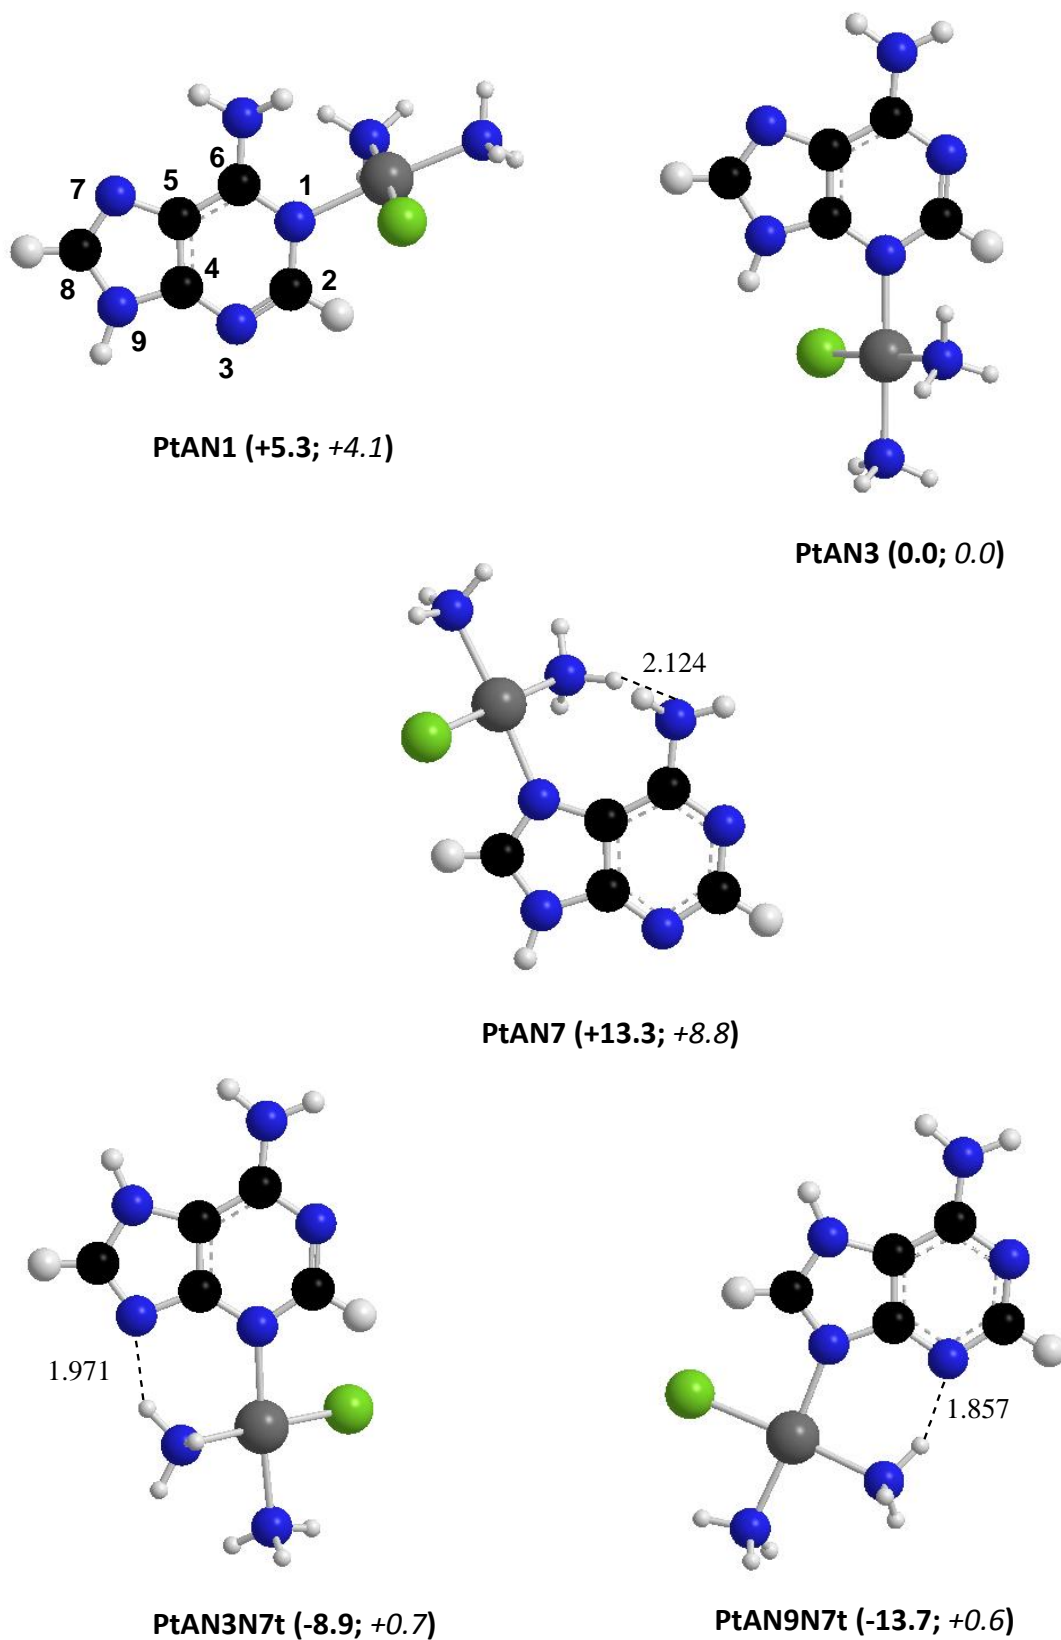 6
7
5
1
4
2
8
9
3
PtAN1 (+5.3; +4.1)
PtAN3 (0.0; 0.0)
2.124
PtAN7 (+13.3; +8.8)
1.971
1.857
PtAN3N7t (-8.9; +0.7)
PtAN9N7t (-13.7; +0.6)